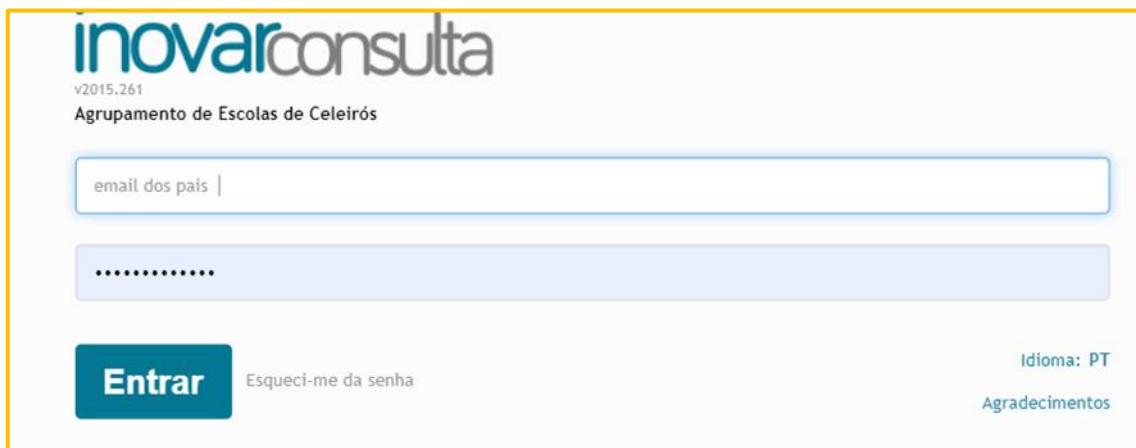 inovarconsulta
v2015.261
Agrupamento de Escolas de Celeirós
email dos pais
•••••••••••••
Entrar Esqueci-me da senha
Idioma: PT
Agradecimentos